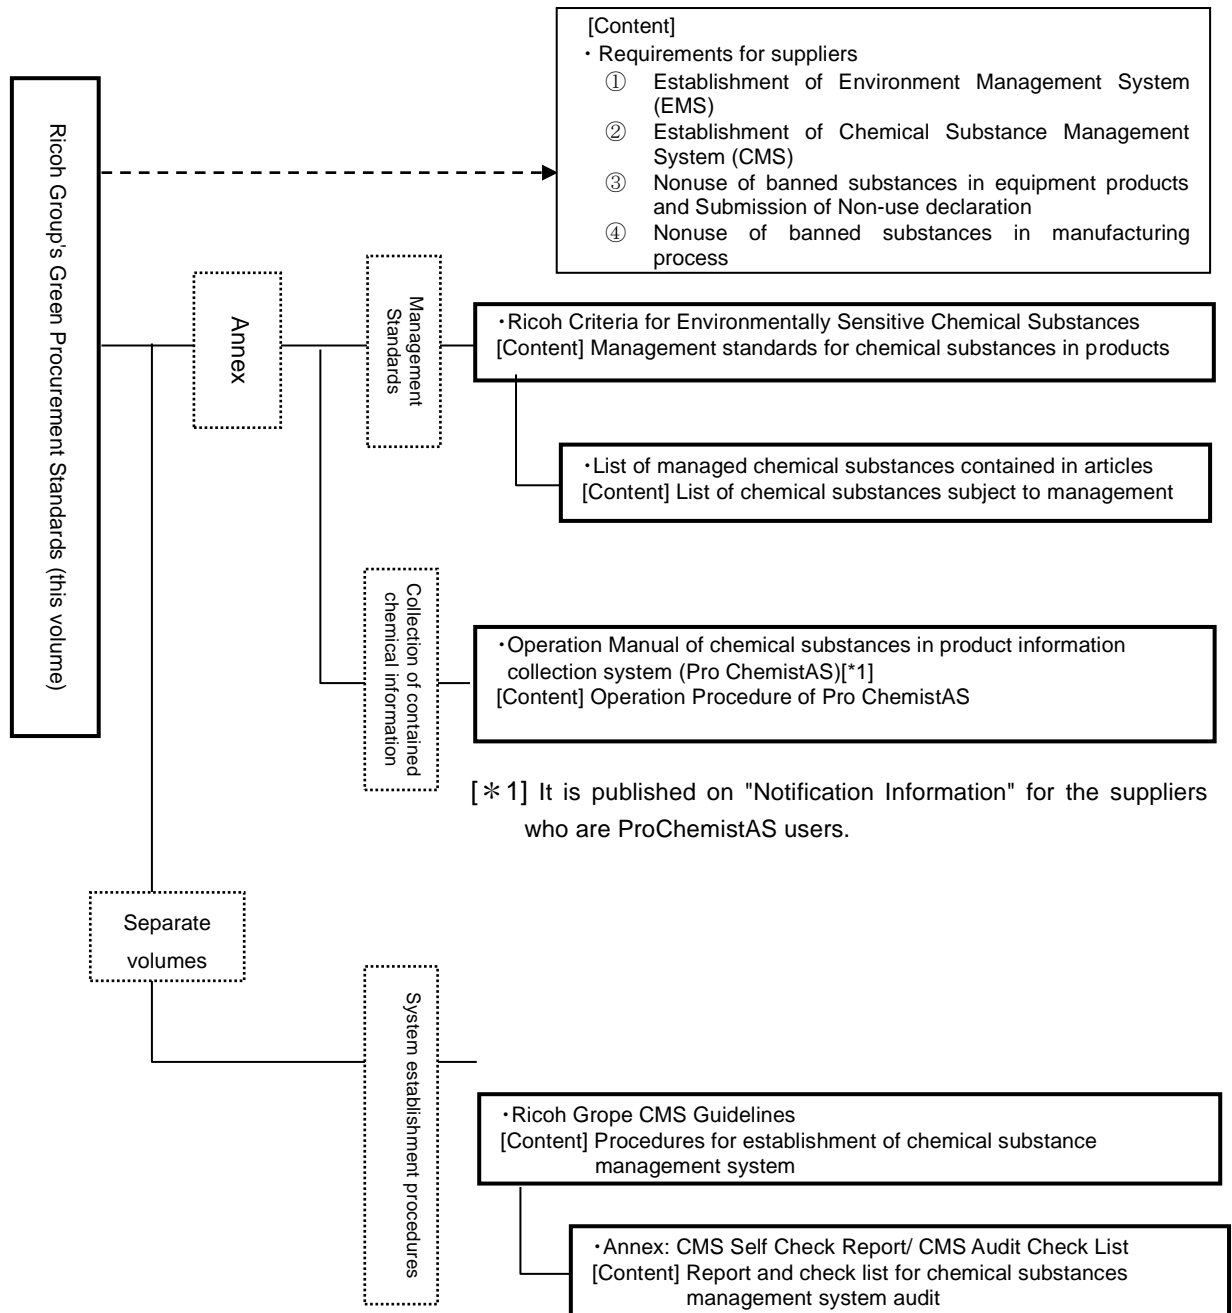 [Content]
・Requirements for suppliers
① Establishment of Environment Management System
(EMS)
② Establishment of Chemical Substance Management
System (CMS)
③ Nonuse of banned substances in equipment products
and Submission of Non-use declaration
④ Nonuse of banned substances in manufacturing
process
Ricoh Group's Green Procurement Standards (this volume)
Annex
Management
Standards
・Ricoh Criteria for Environmentally Sensitive Chemical Substances
[Content] Management standards for chemical substances in products
・List of managed chemical substances contained in articles
[Content] List of chemical substances subject to management
Collection of contained
chemical information
・Operation Manual of chemical substances in product information
collection system (Pro ChemistAS)[*1]
[Content] Operation Procedure of Pro ChemistAS
[＊1] It is published on "Notification Information" for the suppliers
who are ProChemistAS users.
Separate
volumes
System establishment procedures
・Ricoh Grope CMS Guidelines
[Content] Procedures for establishment of chemical substance
management system
・Annex: CMS Self Check Report/ CMS Audit Check List
[Content] Report and check list for chemical substances
management system audit